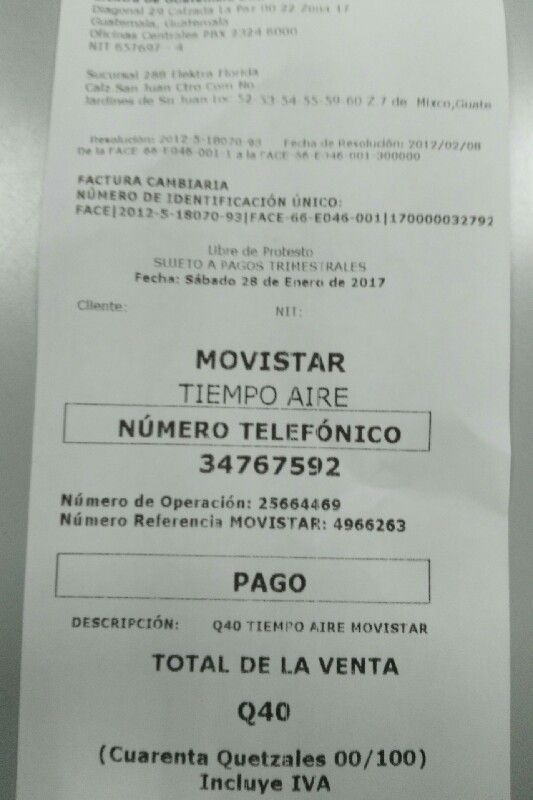 Diagonal 29 Calzada La Paz 00-22 Zona 17
Guatemala, Guatemala
Oficinas Centrales PBX 2324 6000
NIT 657697 - 4
Sucursal 288 Elektra Florida
Calz.San Juan Ctro Com No.
Jardines de Sn Juan Loc 52-53-54-55-59-60 Z.7 de Mixco,Guate
Resolución: 2012-5-18070-93 Fecha de Resolución: 2012/02/08
De la FACE-66-E046-001-1 a la FACE-66-E046-001-300000
FACTURA CAMBIARIA
NÚMERO DE IDENTIFICACIÓN ÚNICO:
FACE|2012-5-18070-93|FACE-66-E046-001|170000032792
Libre de Protesto
SUJETO A PAGOS TRIMESTRALES
Fecha: Sábado 28 de Enero de 2017
Cliente: NIT:
MOVISTAR
TIEMPO AIRE
NÚMERO TELEFÓNICO
34767592
Número de Operación: 25664469
Número Referencia MOVISTAR: 4966263
PAGO
DESCRIPCIÓN: Q40 TIEMPO AIRE MOVISTAR
TOTAL DE LA VENTA
Q40
(Cuarenta Quetzales 00/100)
Incluye IVA